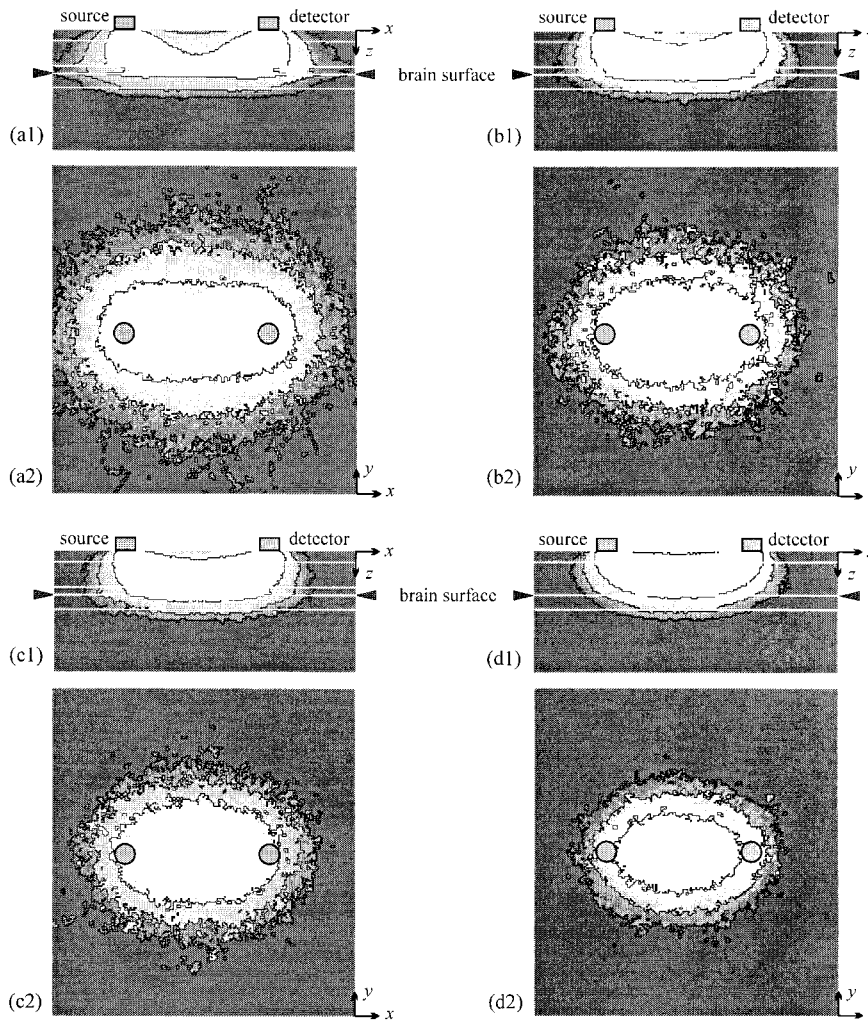 source detector x
z
(a1)
source detector x
z
brain surface
(b1)
(a2)
y
x
(b2)
y
source detector x
z
(c1)
source detector
z
brain surface
(d1)
(c2)
y
x
(d2)
y